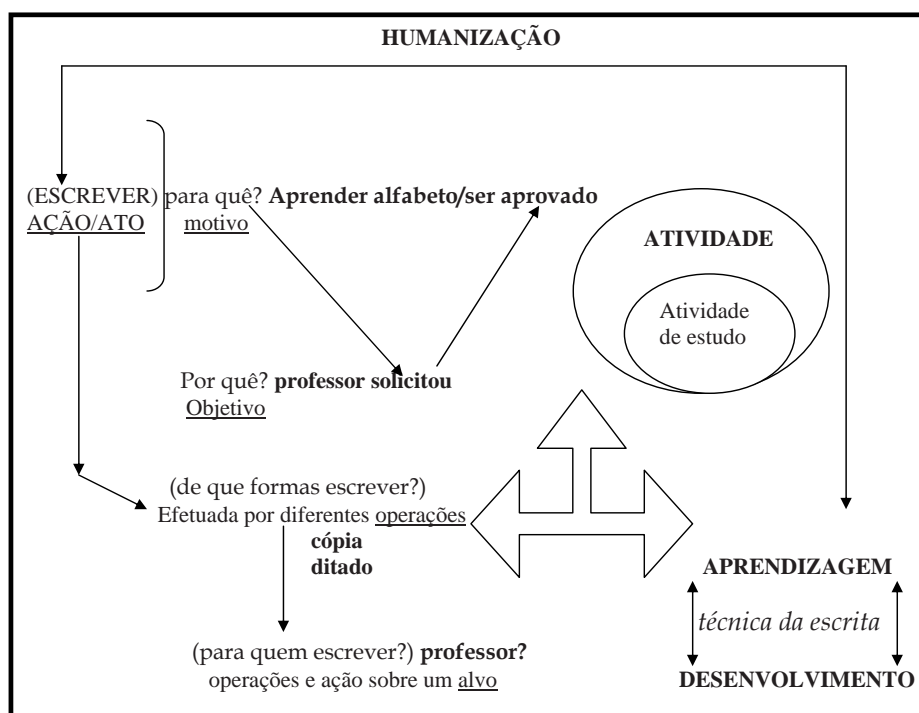 HUMANIZAÇÃO
(ESCREVER) para quê? Aprender alfabeto/ser aprovado
AÇÃO/ATO motivo
ATIVIDADE
Atividade
de estudo
Por quê? professor solicitou
Objetivo
(de que formas escrever?)
Efetuada por diferentes operações
cópia
ditado
APRENDIZAGEM
técnica da escrita
DESENVOLVIMENTO
(para quem escrever?) professor?
operações e ação sobre um alvo